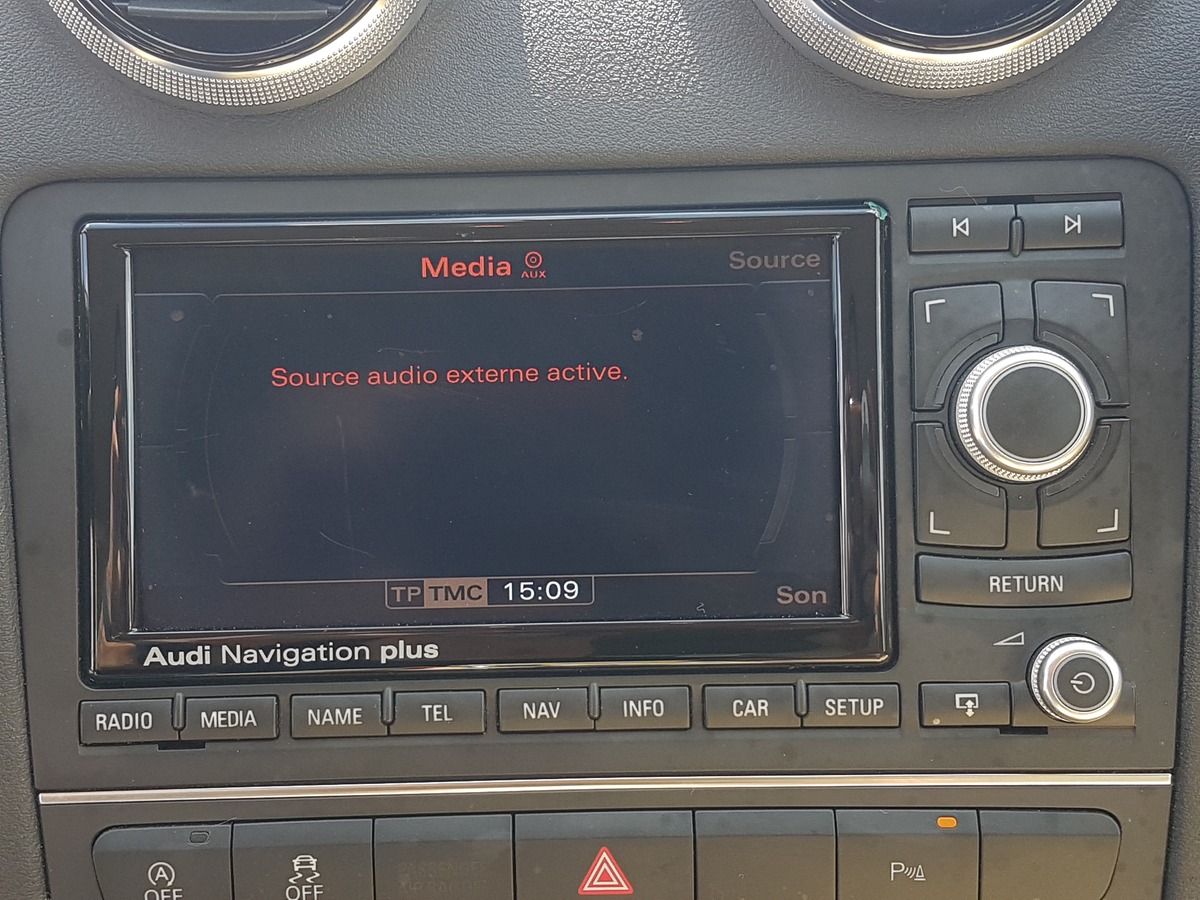 Media AUX
Source
Source audio externe active.
TP TMC 15:09
Son
Audi Navigation plus
RETURN
RADIO
MEDIA
NAME
TEL
NAV
INFO
CAR
SETUP
A
OFF
OFF
P